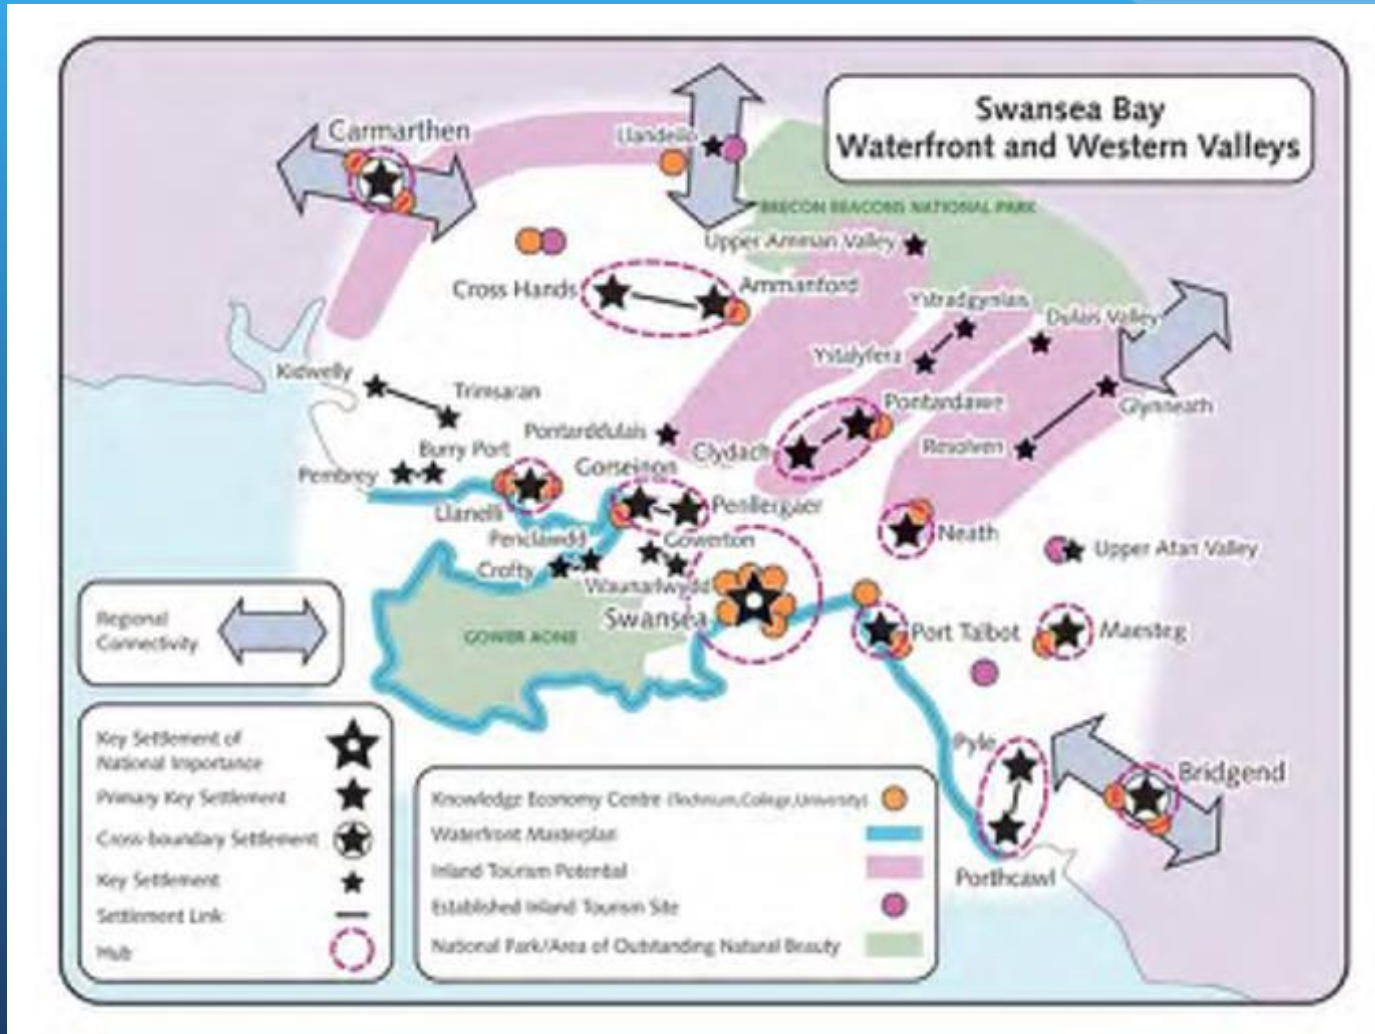 Swansea Bay
Waterfront and Western Valleys
Carmarthen
Llandeilo
BRECON BEACONS NATIONAL PARK
Upper Amman Valley
Cross Hands
Ammanford
Ystradgynlais
Dulais Valley
Ystalyfera
Kidwelly
Trimsaran
Pontardawe
Glynneath
Pontarddulais
Clydach
Resolven
Burry Port
Pembrey
Gorseinon
Llanelli
Penllergaer
Neath
Penclawdd
Gowerton
Upper Afan Valley
Crofty
Waunarlwydd
Swansea
GOWER AONB
Port Talbot
Maesteg
Pyle
Bridgend
Porthcawl
Regional
Connectivity
Key Settlement of
National Importance
Primary Key Settlement
Cross-boundary Settlement
Key Settlement
Settlement Link
Hub
Knowledge Economy Centre (Technium,College,University)
Waterfront Masterplan
Inland Tourism Potential
Established Inland Tourism Site
National Park/Area of Outstanding Natural Beauty